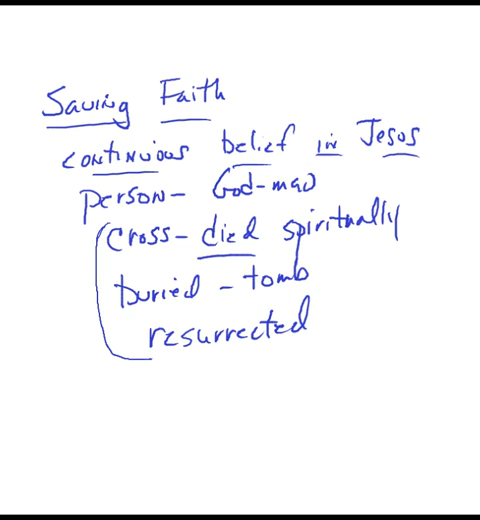 Saving Faith
continuous belief in Jesus
person- God-man
cross- died spiritually
buried - tomb
resurrected